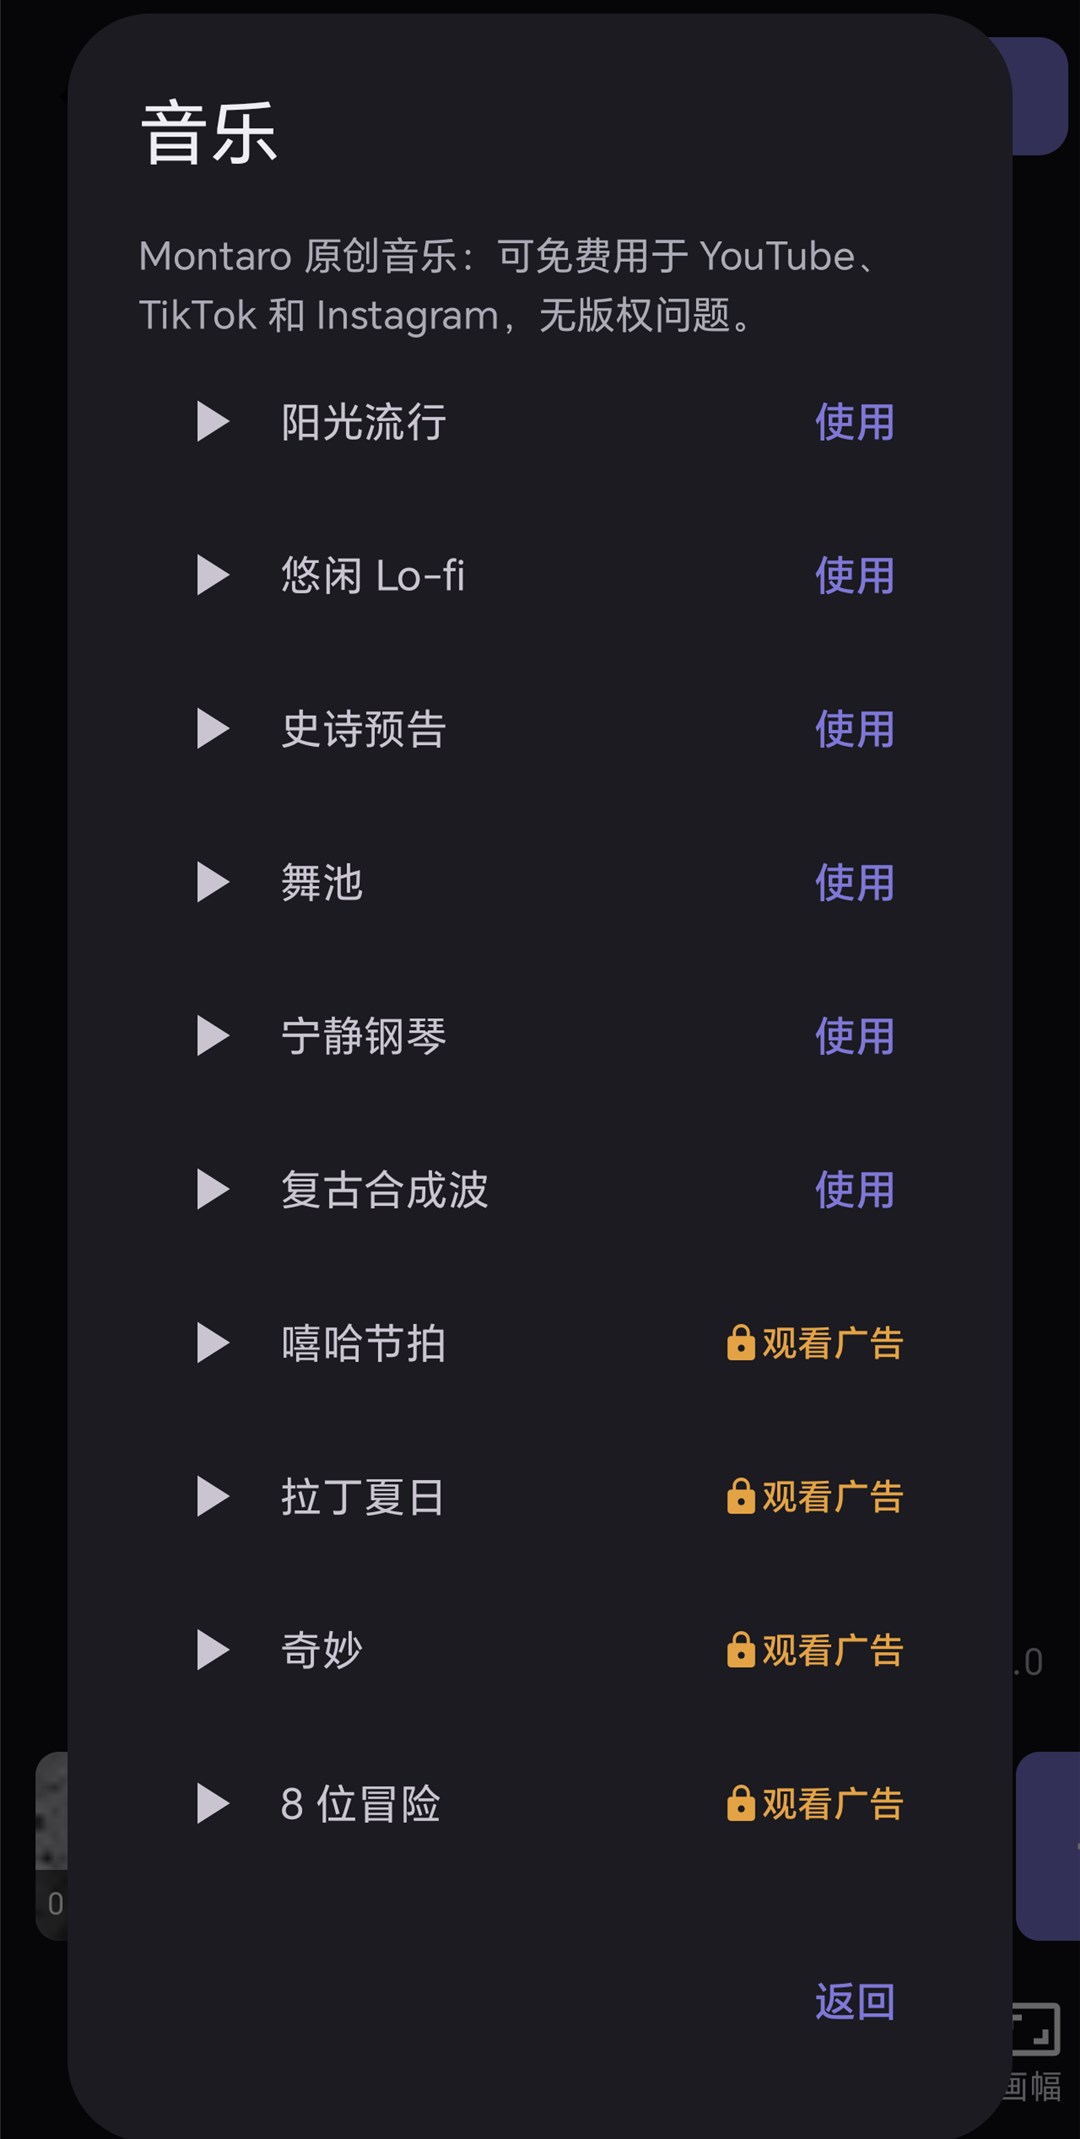 音乐
Montaro 原创音乐：可免费用于 YouTube、
TikTok 和 Instagram，无版权问题。
阳光流行
使用
悠闲 Lo-fi
使用
史诗预告
使用
舞池
使用
宁静钢琴
使用
复古合成波
使用
嘻哈节拍
观看广告
拉丁夏日
观看广告
奇妙
观看广告
.0
8 位冒险
观看广告
0
返回
画幅